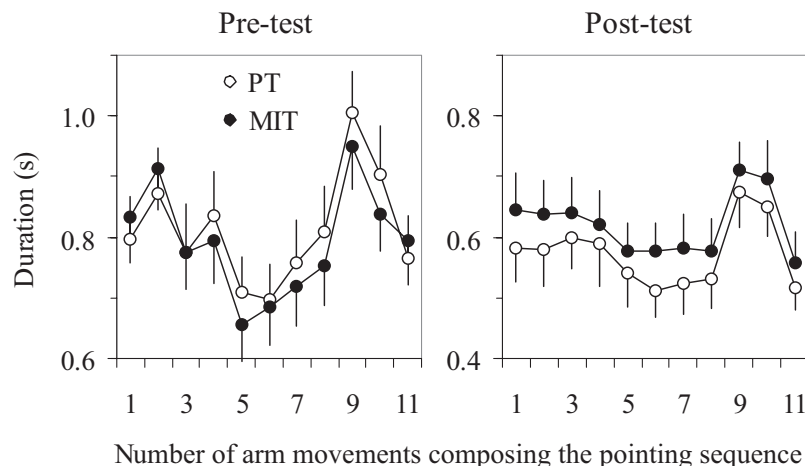 Pre-test Post-test
PT
MIT
Duration (s)
1.0
0.8
0.6
0.8
0.6
0.4
1 3 5 7 9 11 1 3 5 7 9 11
Number of arm movements composing the pointing sequence